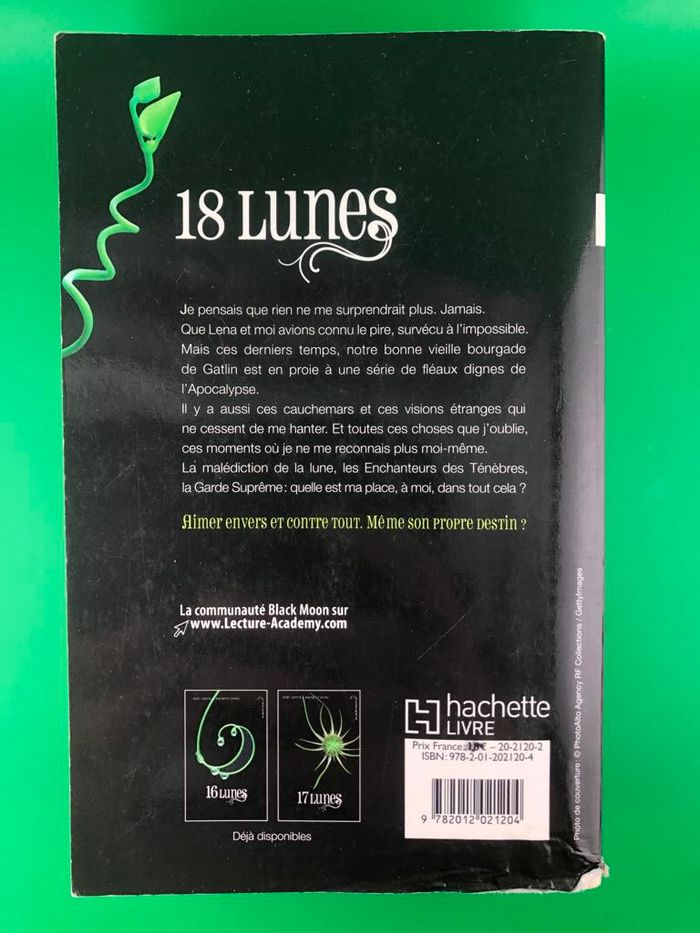 18 Lunes
Je pensais que rien ne me surprendrait plus. Jamais.
Que Lena et moi avions connu le pire, survécu à l'impossible.
Mais ces derniers temps, notre bonne vieille bourgade
de Gatlin est en proie à une série de fléaux dignes de
l'Apocalypse.
Il y a aussi ces cauchemars et ces visions étranges qui
ne cessent de me hanter. Et toutes ces choses que j'oublie,
ces moments où je ne me reconnais plus moi-même.
La malédiction de la lune, les Enchanteurs des Ténèbres,
la Garde Suprême : quelle est ma place, à moi, dans tout cela ?
Aimer envers et contre tout. Même son propre destin ?
La communauté Black Moon sur
www.Lecture-Academy.com
16 Lunes
17 Lunes
Déjà disponibles
hachette
LIVRE
Prix France: € – 20-2120-2
ISBN: 978-2-01-202120-4
9 782012 021204
Photo de couverture : © PhotoAlto Agency RF Collections / GettyImages